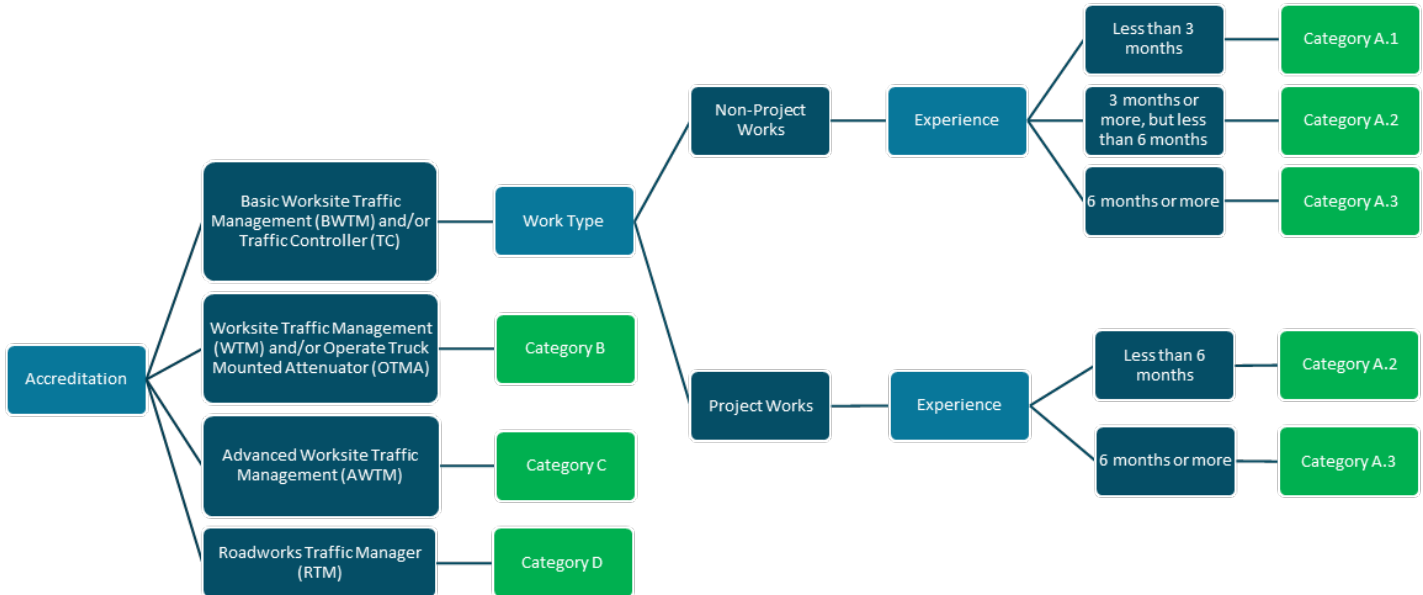 Accreditation
Basic Worksite Traffic
Management (BWTM) and/or
Traffic Controller (TC)
Work Type
Non-Project
Works
Experience
Less than 3
months
Category A.1
3 months or
more, but less
than 6 months
Category A.2
6 months or more
Category A.3
Project Works
Experience
Less than 6
months
Category A.2
6 months or more
Category A.3
Worksite Traffic Management
(WTM) and/or Operate Truck
Mounted Attenuator (OTMA)
Category B
Advanced Worksite Traffic
Management (AWTM)
Category C
Roadworks Traffic Manager
(RTM)
Category D